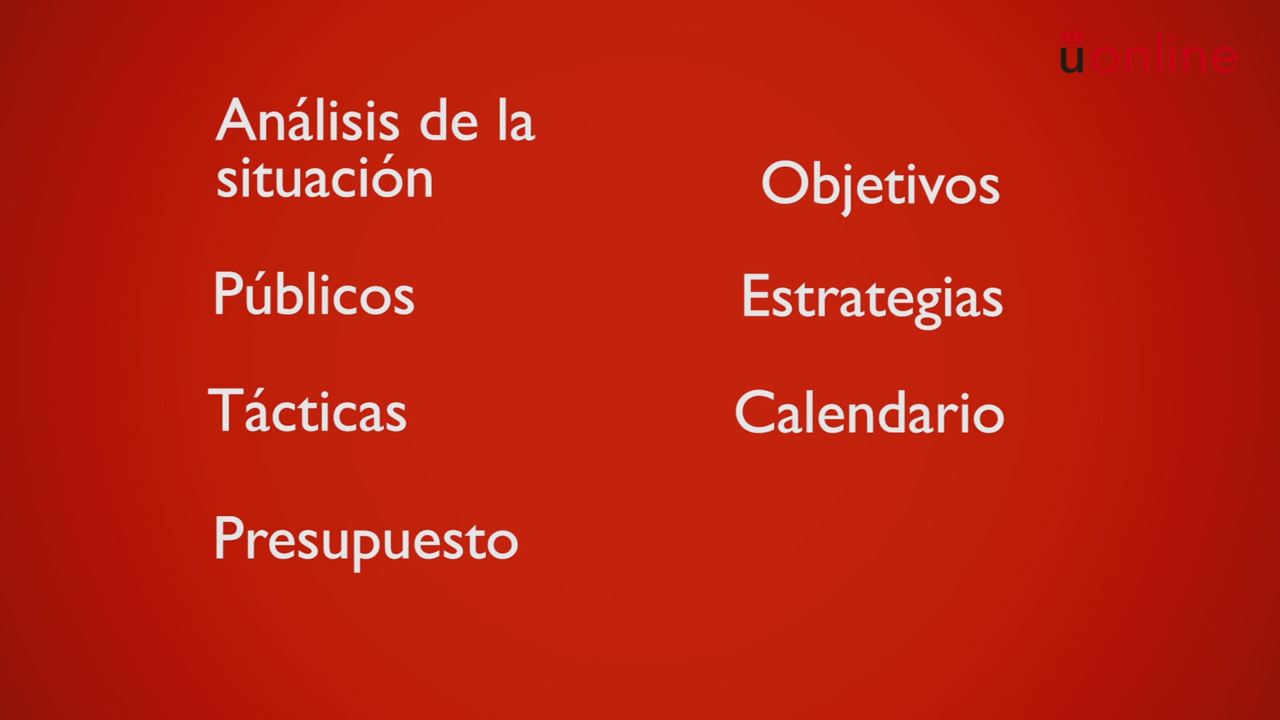 uonline
Análisis de la
situación
Objetivos
Públicos
Estrategias
Tácticas
Calendario
Presupuesto